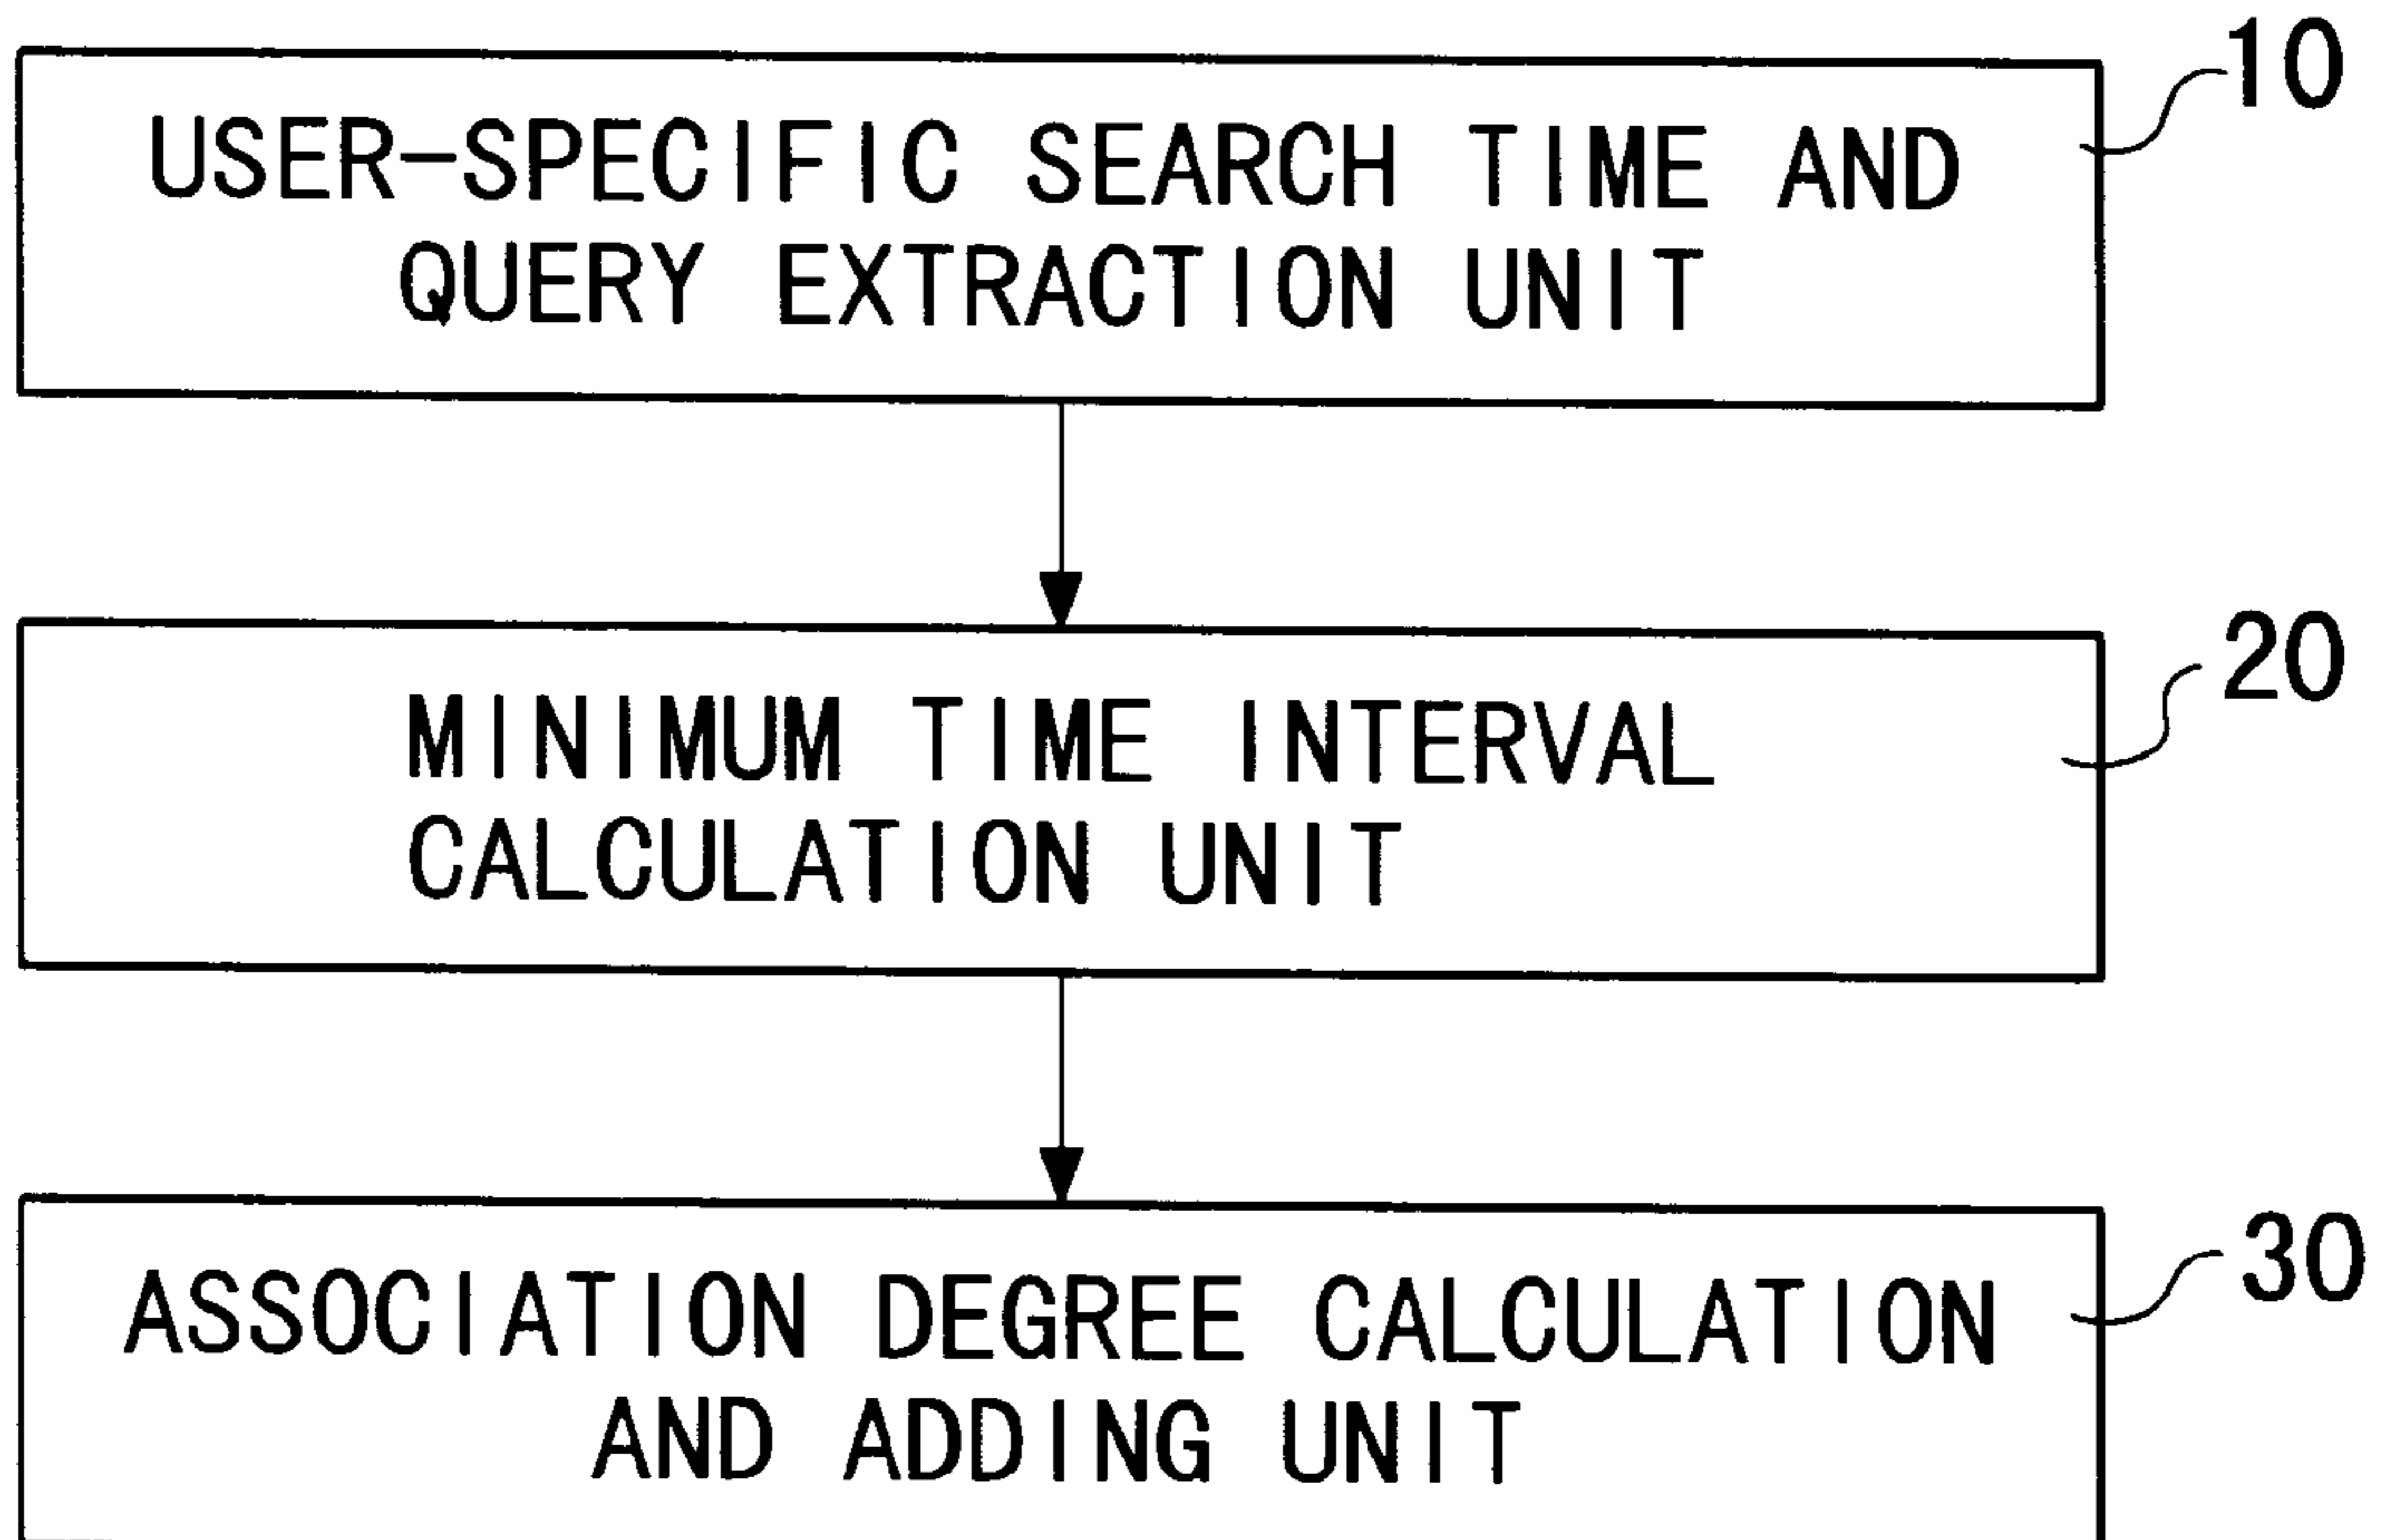 10
USER-SPECIFIC SEARCH TIME AND
QUERY EXTRACTION UNIT
20
MINIMUM TIME INTERVAL
CALCULATION UNIT
30
ASSOCIATION DEGREE CALCULATION
AND ADDING UNIT